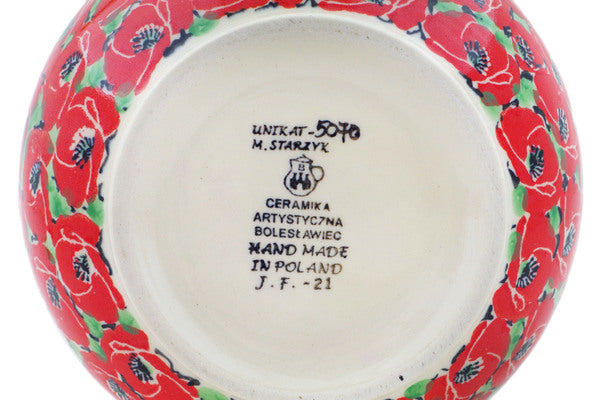 UNIKAT-5070
M. STARZYK
B
CERAMIKA
ARTYSTYCZNA
BOLESŁAWIEC
HAND MADE
IN POLAND
J. F. -21